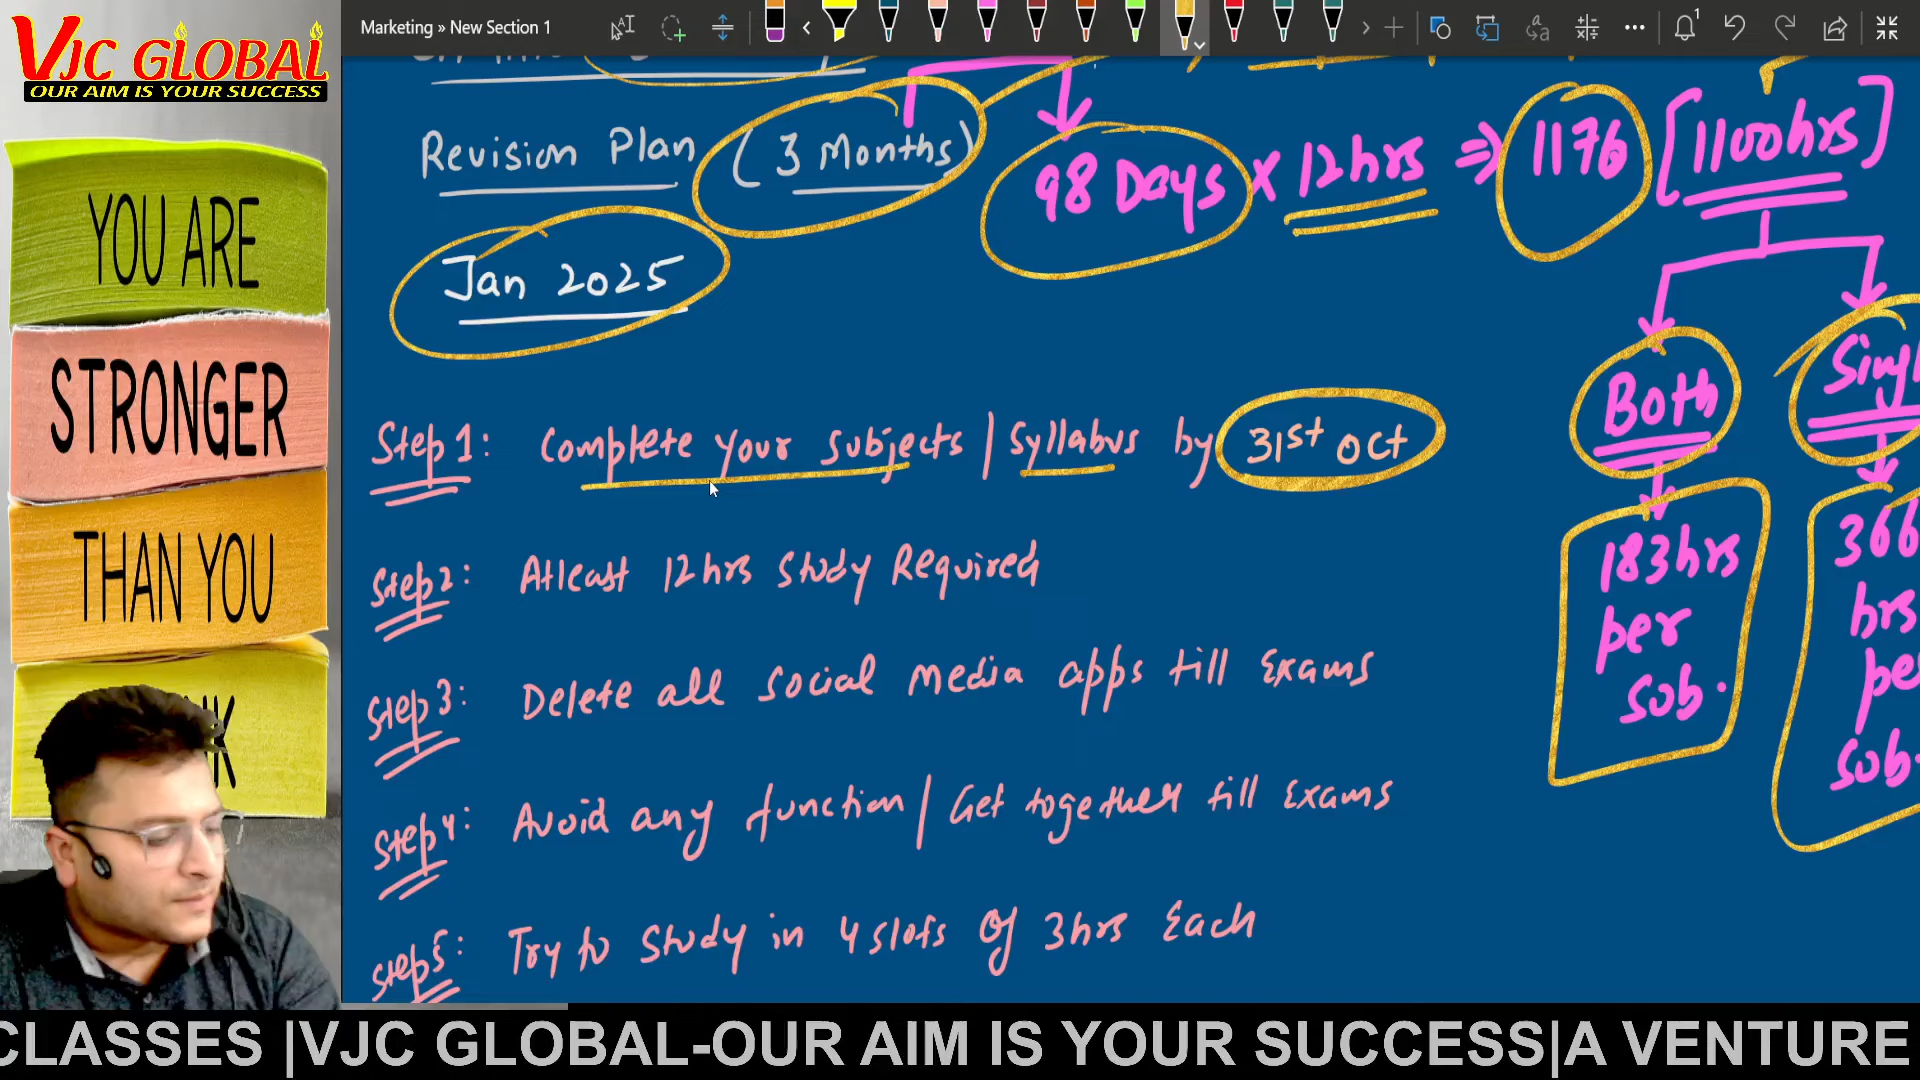 VJC GLOBAL
OUR AIM IS YOUR SUCCESS
YOU ARE
STRONGER
THAN YOU
Marketing » New Section 1
Revision Plan (3 Months)
98 Days x 12hrs ⇒ 1176 [1100hrs]
Jan 2025
Both
183hrs
per
sub.
366
hrs
sub.
Step 1: Complete your subjects | Syllabus by 31st Oct
Step 2: Atleast 12hrs Study Required
Step 3: Delete all social media apps till Exams
Step 4: Avoid any function / Get together till Exams
Step 5: Try to Study in 4 slots Of 3hrs Each
CLASSES |VJC GLOBAL-OUR AIM IS YOUR SUCCESS|A VENTURE